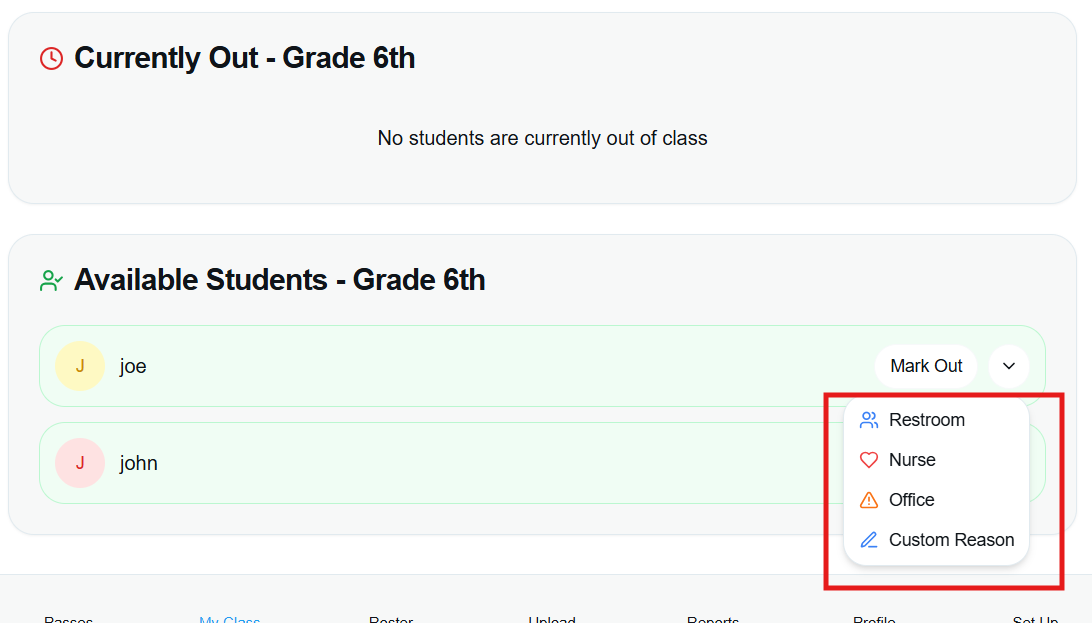 Currently Out - Grade 6th
No students are currently out of class
Available Students - Grade 6th
J joe Mark Out
Restroom
J john
Nurse
Office
Custom Reason
Passes My Class Roster Upload Reports Profile Set Up